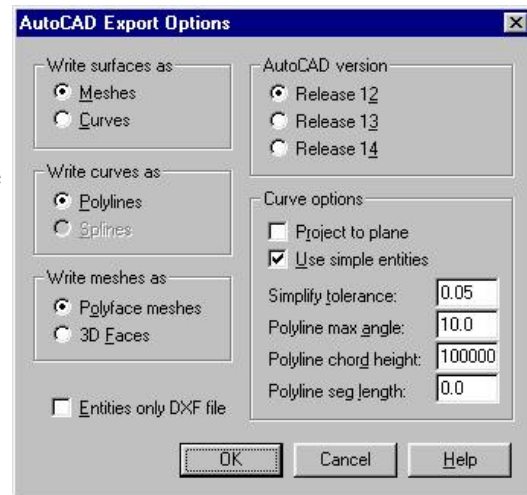 AutoCAD Export Options
Write surfaces as
Meshes
Curves
Write curves as
Polylines
Splines
Write meshes as
Polyface meshes
3D Faces
Entities only DXF file
AutoCAD version
Release 12
Release 13
Release 14
Curve options
Project to plane
Use simple entities
Simplify tolerance: 0.05
Polyline max angle: 10.0
Polyline chord height: 100000
Polyline seg length: 0.0
OK Cancel Help